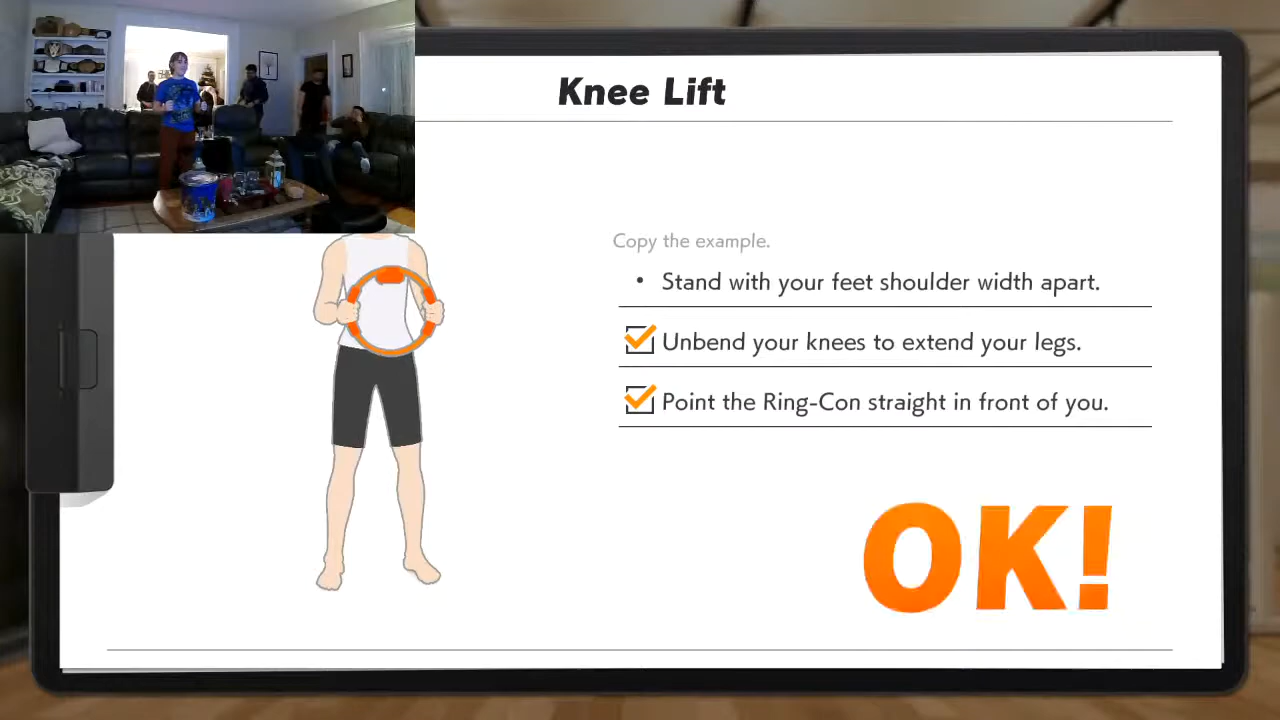 Knee Lift
Copy the example.
• Stand with your feet shoulder width apart.
Unbend your knees to extend your legs.
Point the Ring-Con straight in front of you.
OK!